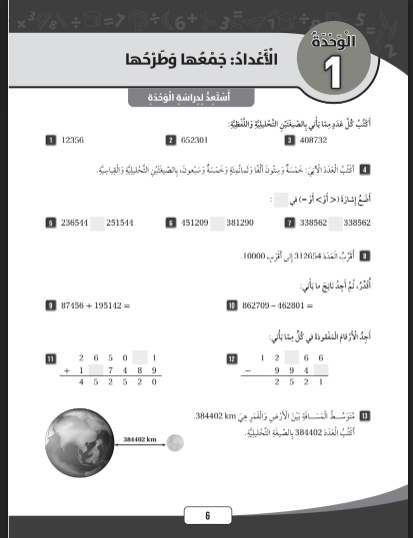 الْوَحْدَةُ
1
الْأَعْدادُ: جَمْعُها وَطَرْحُها
أَسْتَعِدُّ لِدِراسَةِ الْوَحْدَةِ
أَكْتُبُ كُلَّ عَدَدٍ مِمّا يَأْتي بِالصّيغَتَيْنِ التَّحْليلِيَّةِ وَاللَّفْظِيَّةِ:
1 12356 2 652301 3 408732
4 أَكْتُبُ الْعَدَدَ الْآتِيَ: خَمْسَةٌ وَسِتّونَ أَلْفًا وَثَمانُمِئَةٍ وَخَمْسَةٌ وَسَبْعونَ، بِالصّيغَتَيْنِ التَّحْليلِيَّةِ وَالْقِياسِيَّةِ.
أَضَعُ إِشارَةَ (< أَوْ > أَوْ =) في :
5 236544 251544 6 451209 381290 7 338562 338562
8 أُقَرِّبُ الْعَدَدَ 312654 إِلى أَقْرَبِ 10000.
أُقَدِّرُ، ثُمَّ أَجِدُ ناتِجَ ما يَأْتي:
9 87456 + 195142 = 10 862709 − 462801 =
أَجِدُ الْأَرْقامَ الْمَفْقودَةَ في كُلٍّ مِمّا يَأْتي:
11 2 6 5 0 1 12 1 2 6 6
+ 1 7 4 8 9 − 9 9 4
4 5 2 5 2 0 2 5 2 1
13 مُتَوَسِّطُ الْمَسافَةِ بَيْنَ الْأَرْضِ وَالْقَمَرِ هِيَ 384402 km.
أَكْتُبُ الْعَدَدَ 384402 بِالصّيغَةِ التَّحْليلِيَّةِ.
384402 km
6